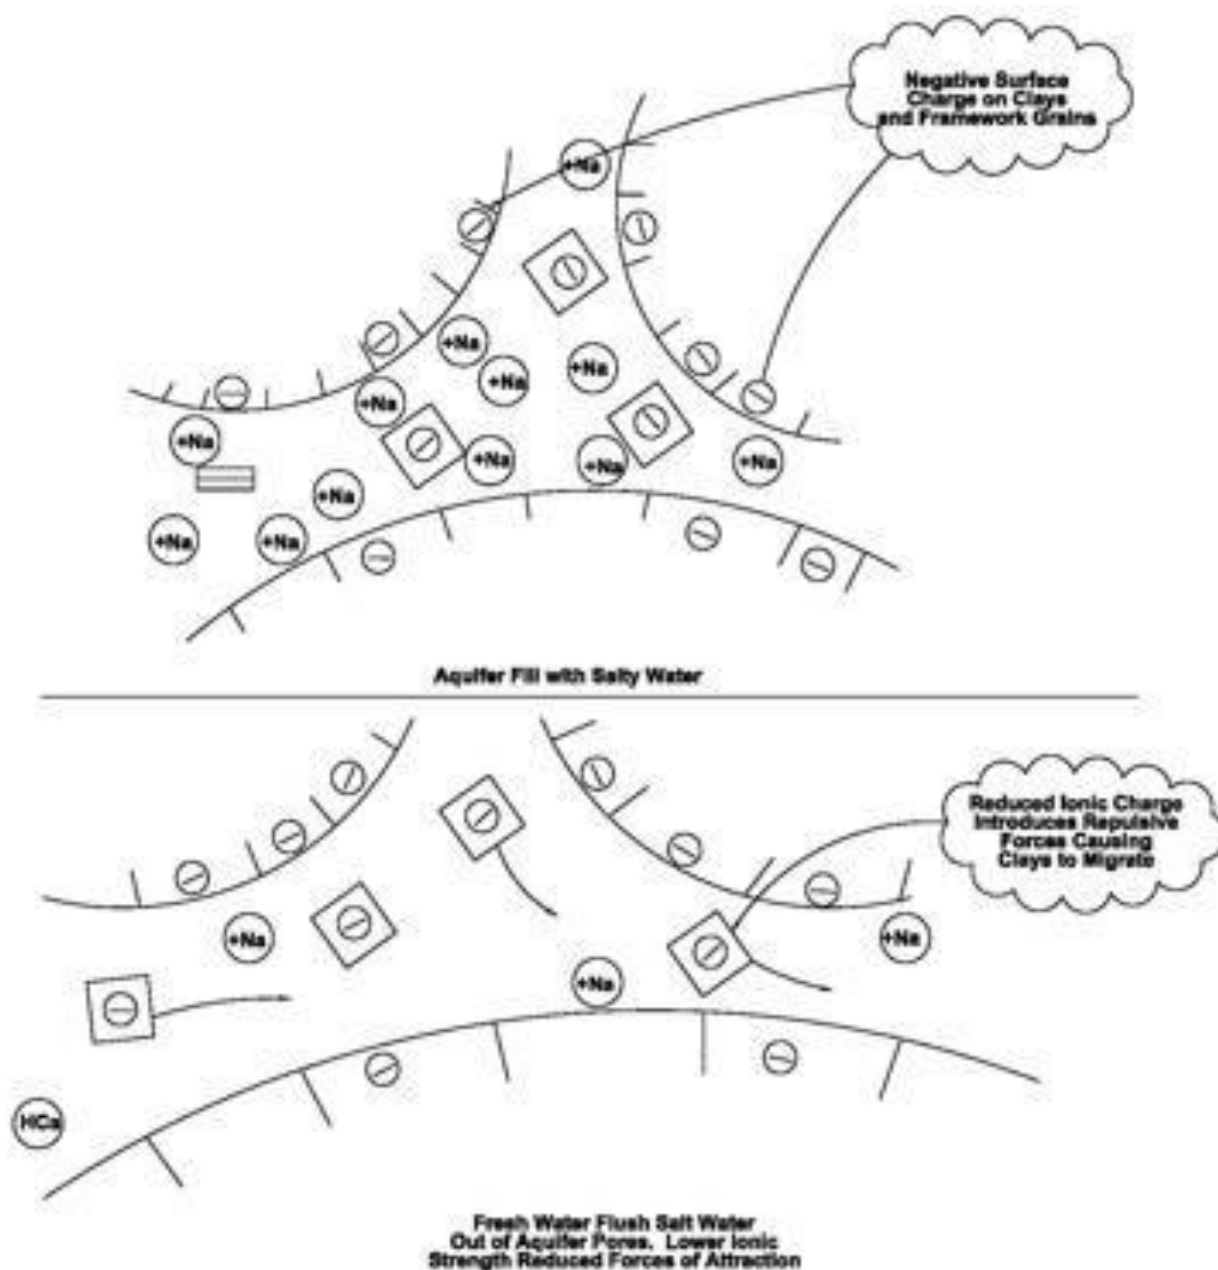 Negative Surface
Charge on Clays
and Framework Grains
+Na
+Na
+Na
+Na
+Na
+Na
+Na
+Na
+Na
+Na
+Na
+Na
Aquifer Fill with Salty Water
Reduced Ionic Charge
Introduces Repulsive
Forces Causing
Clays to Migrate
+Na
+Na
+Na
HCa
Fresh Water Flush Salt Water
Out of Aquifer Pores. Lower Ionic
Strength Reduced Forces of Attraction